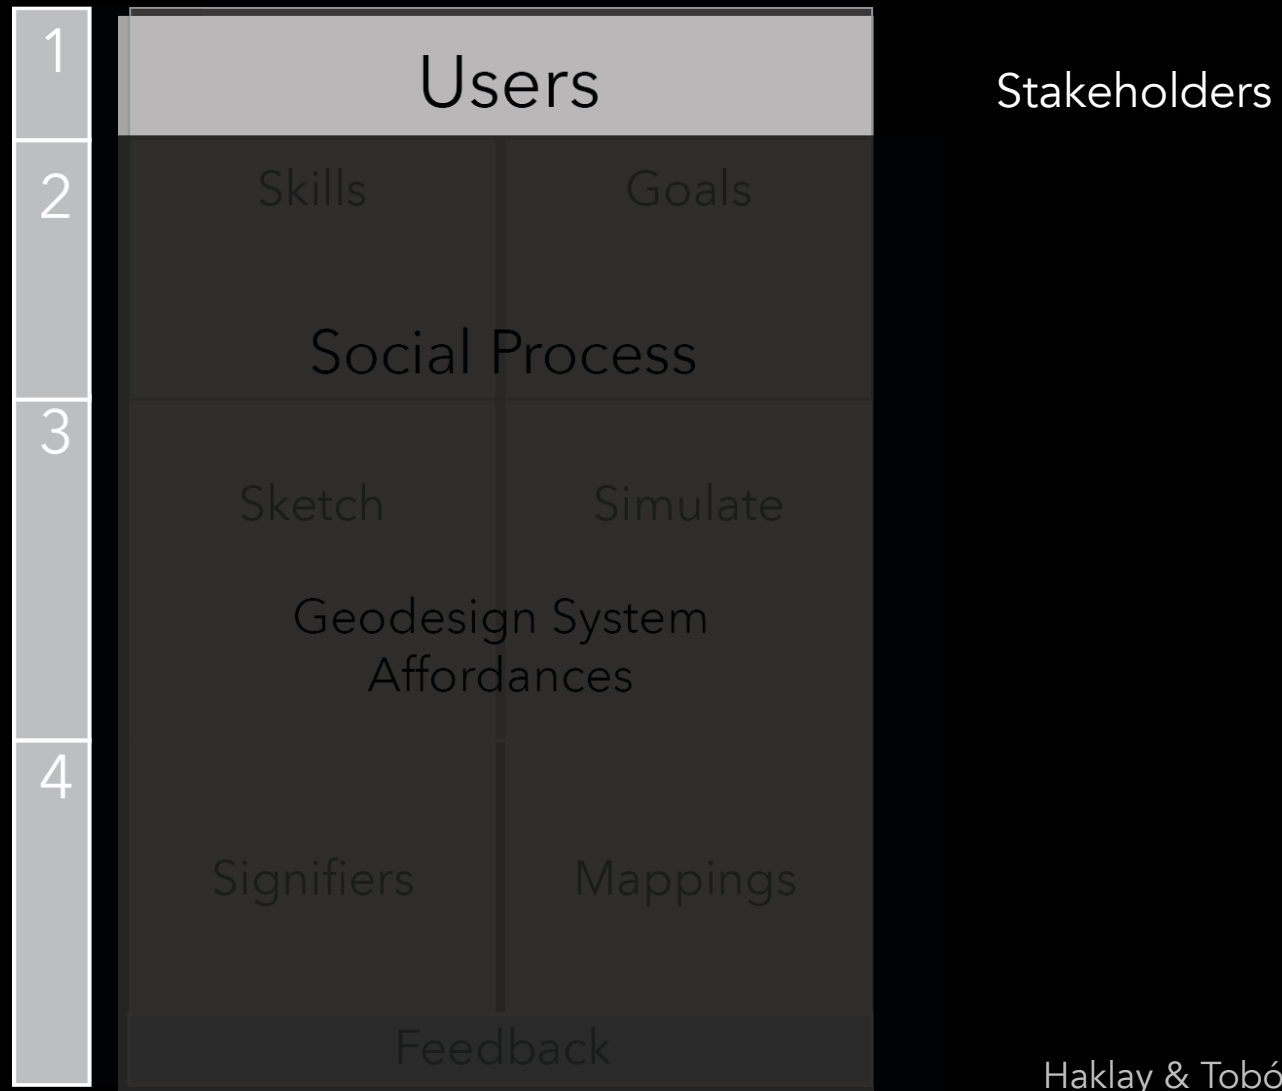 1
Users
Stakeholders
2
Skills
Goals
Social Process
3
Sketch
Simulate
Geodesign System
Affordances
4
Signifiers
Mappings
Feedback
Haklay & Tobó